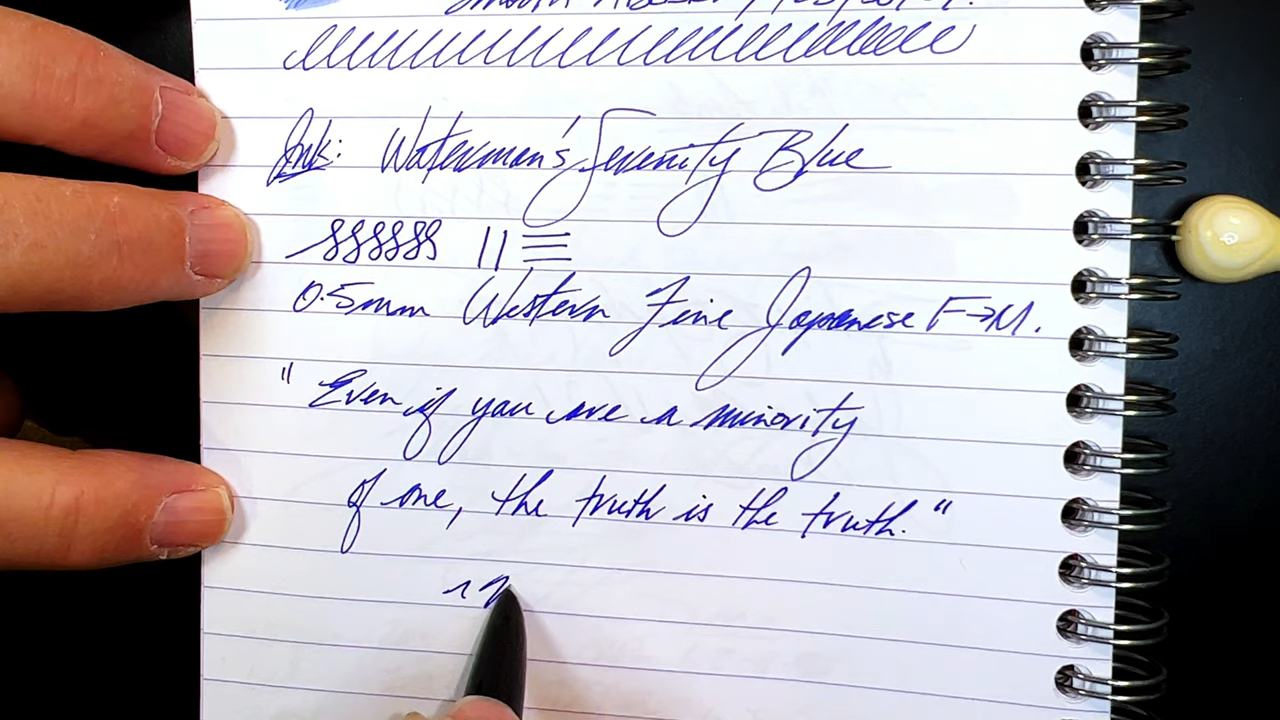 Smooth
Ink: Waterman's Serenity Blue
0.5mm Western Fine Japanese F→M.
"Even if you are a minority
of one, the truth is the truth."